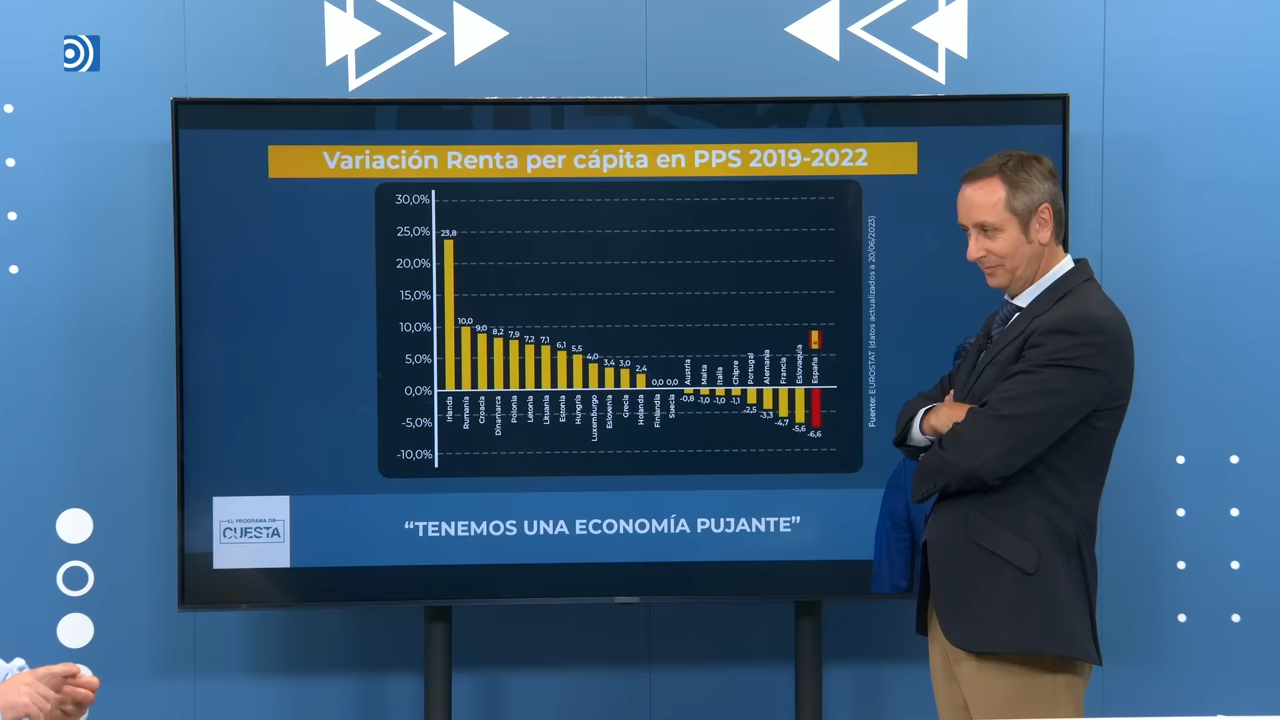 Variación Renta per cápita en PPS 2019-2022
30,0%
25,0%
20,0%
15,0%
10,0%
5,0%
0,0%
-5,0%
-10,0%
23,8
10,0
9,0
8,2
7,9
7,2
7,1
6,1
5,5
4,0
3,4
3,0
2,4
0,0
0,0
-0,8
-1,0
-1,0
-1,1
-2,5
-3,3
-4,7
-5,6
-6,6
Irlanda
Rumania
Croacia
Dinamarca
Polonia
Letonia
Lituania
Estonia
Hungría
Luxemburgo
Eslovenia
Grecia
Holanda
Finlandia
Suecia
Austria
Malta
Italia
Chipre
Portugal
Alemania
Francia
Eslovaquia
España
Fuente: EUROSTAT (datos actualizados a 20/06/2023)
EL PROGRAMA DE
CUESTA
“TENEMOS UNA ECONOMÍA PUJANTE”